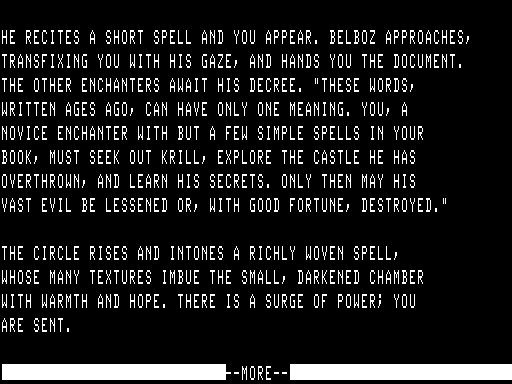 HE RECITES A SHORT SPELL AND YOU APPEAR. BELBOZ APPROACHES,
TRANSFIXING YOU WITH HIS GAZE, AND HANDS YOU THE DOCUMENT.
THE OTHER ENCHANTERS AWAIT HIS DECREE. "THESE WORDS,
WRITTEN AGES AGO, CAN HAVE ONLY ONE MEANING. YOU, A
NOVICE ENCHANTER WITH BUT A FEW SIMPLE SPELLS IN YOUR
BOOK, MUST SEEK OUT KRILL, EXPLORE THE CASTLE HE HAS
OVERTHROWN, AND LEARN HIS SECRETS. ONLY THEN MAY HIS
VAST EVIL BE LESSENED OR, WITH GOOD FORTUNE, DESTROYED."
THE CIRCLE RISES AND INTONES A RICHLY WOVEN SPELL,
WHOSE MANY TEXTURES IMBUE THE SMALL, DARKENED CHAMBER
WITH WARMTH AND HOPE. THERE IS A SURGE OF POWER; YOU
ARE SENT.
--MORE--